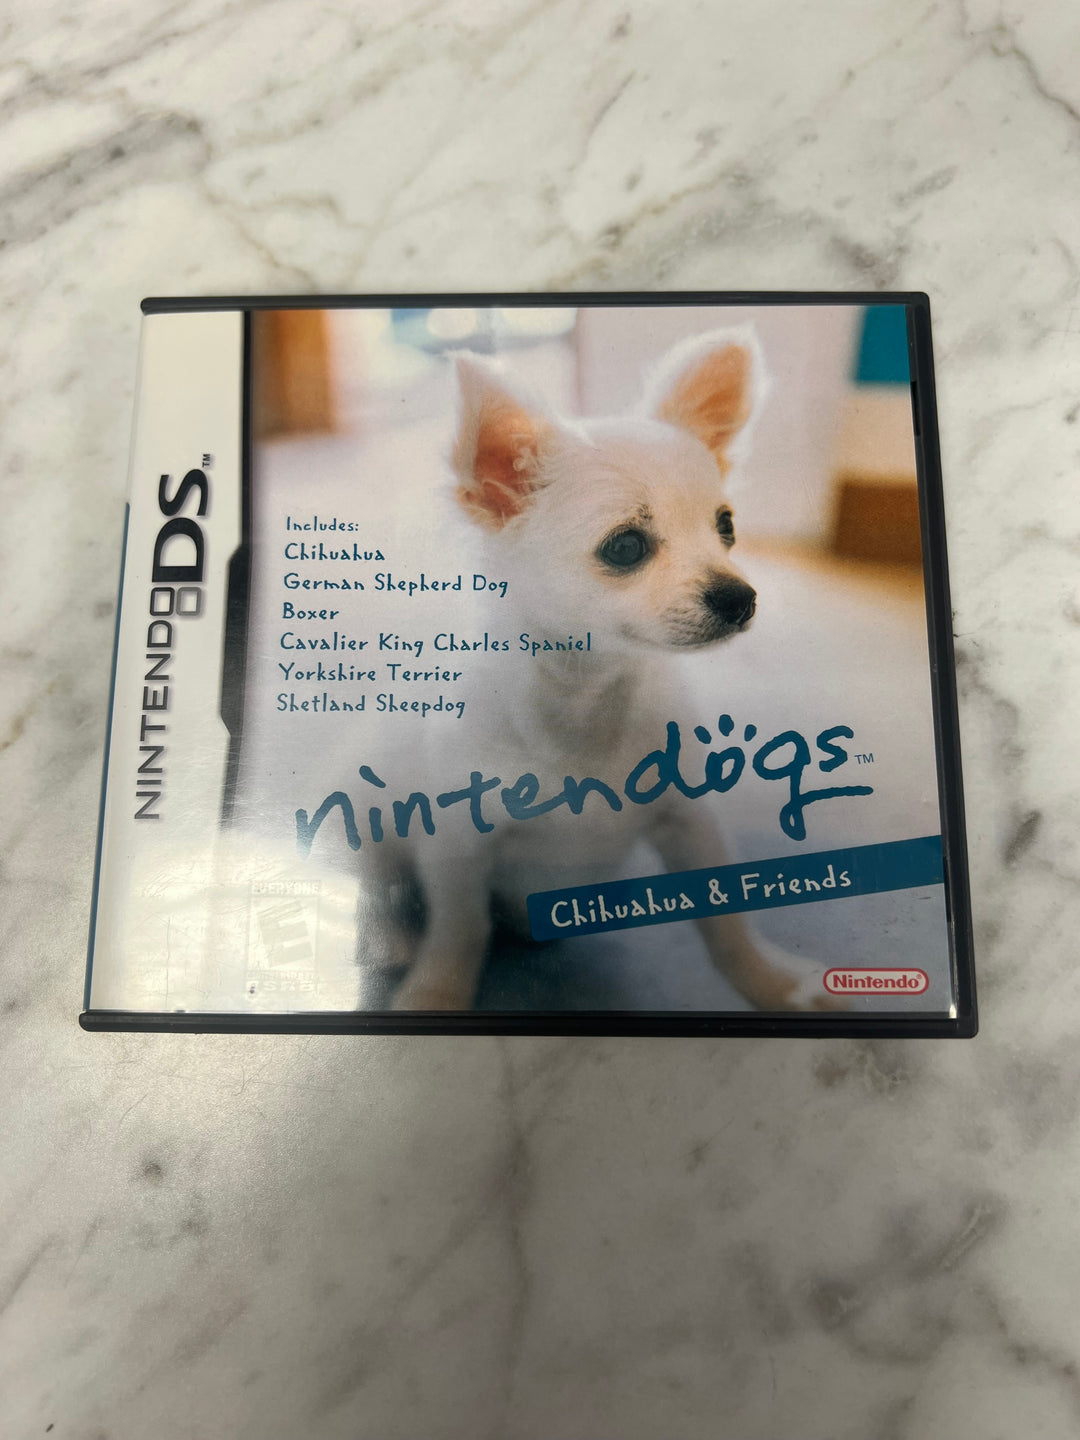 NINTENDO DS™
Includes:
Chihuahua
German Shepherd Dog
Boxer
Cavalier King Charles Spaniel
Yorkshire Terrier
Shetland Sheepdog
nintendögs™
Chihuahua & Friends
EVERYONE
E
ESRB
Nintendo®